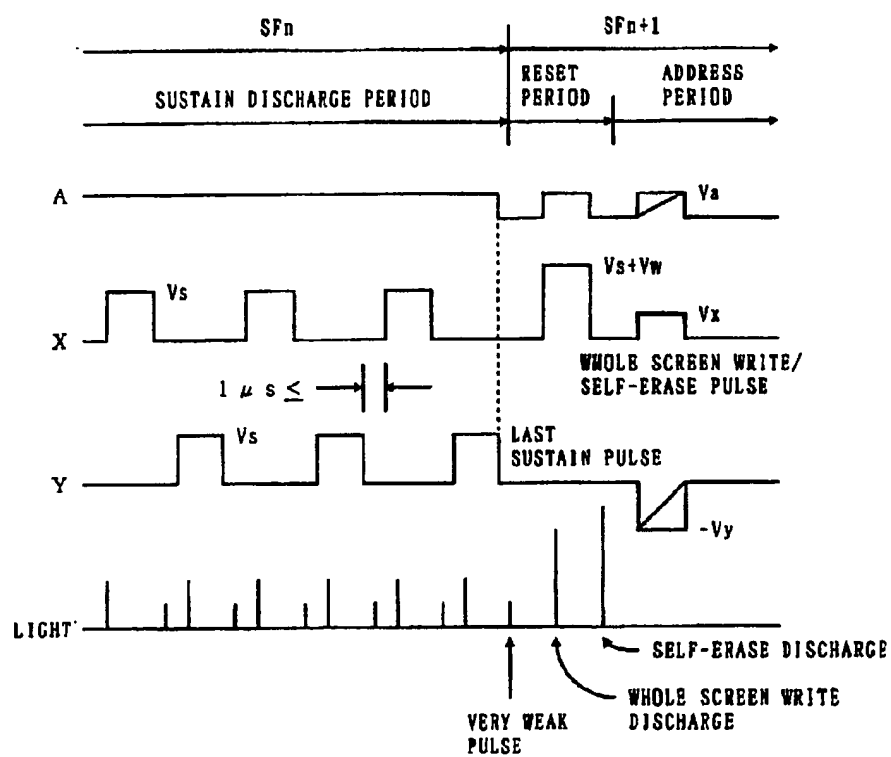 SFn
SFn+1
SUSTAIN DISCHARGE PERIOD
RESET
PERIOD
ADDRESS
PERIOD
A
Va
X
Vs
Vs+Vw
Vx
WHOLE SCREEN WRITE/
SELF-ERASE PULSE
1 μ s ≤
Y
Vs
LAST
SUSTAIN PULSE
-Vy
LIGHT
SELF-ERASE DISCHARGE
WHOLE SCREEN WRITE
DISCHARGE
VERY WEAK
PULSE